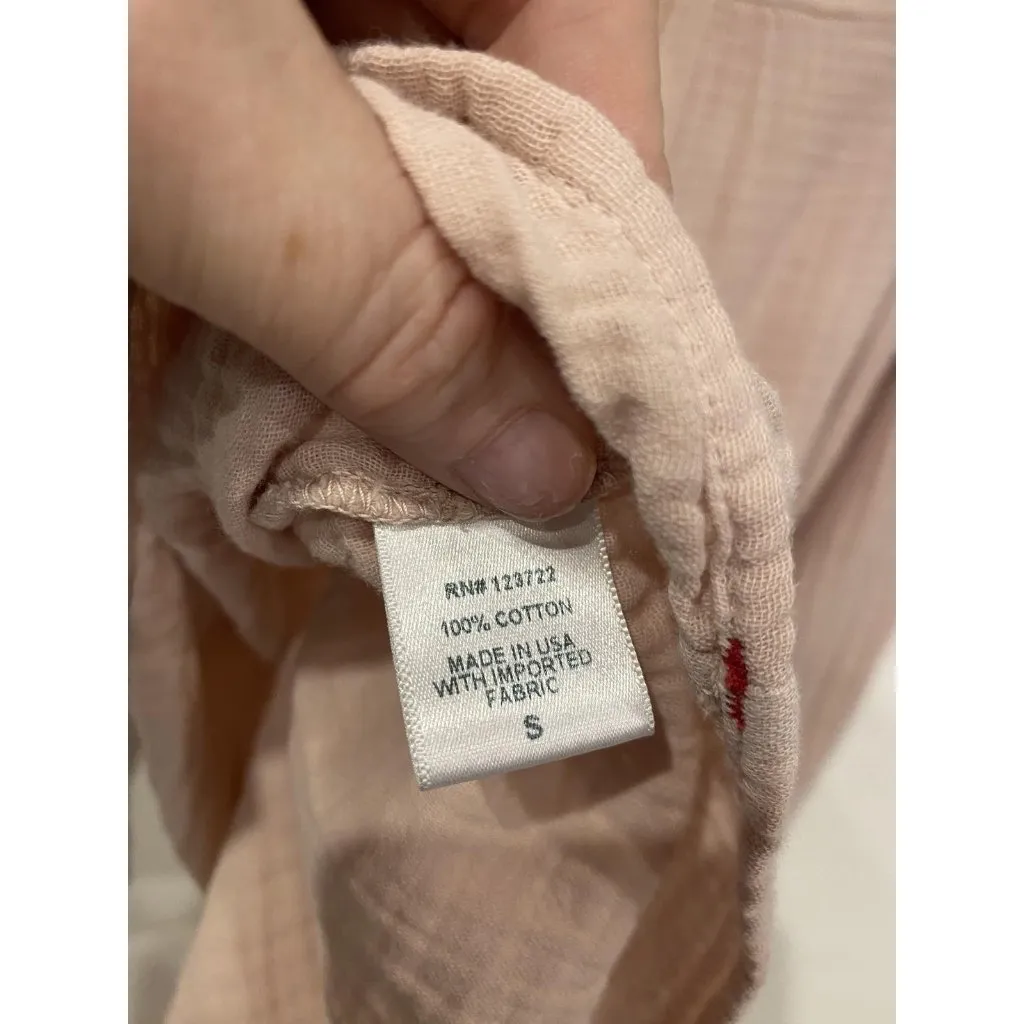 RN# 123722
100% COTTON
MADE IN USA
WITH IMPORTED
FABRIC
S